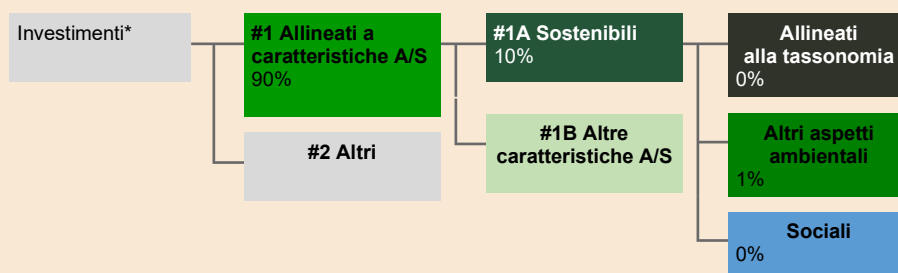 Investimenti*
#1 Allineati a
caratteristiche A/S
90%
#2 Altri
#1A Sostenibili
10%
#1B Altre
caratteristiche A/S
Allineati
alla tassonomia
0%
Altri aspetti
ambientali
1%
Sociali
0%